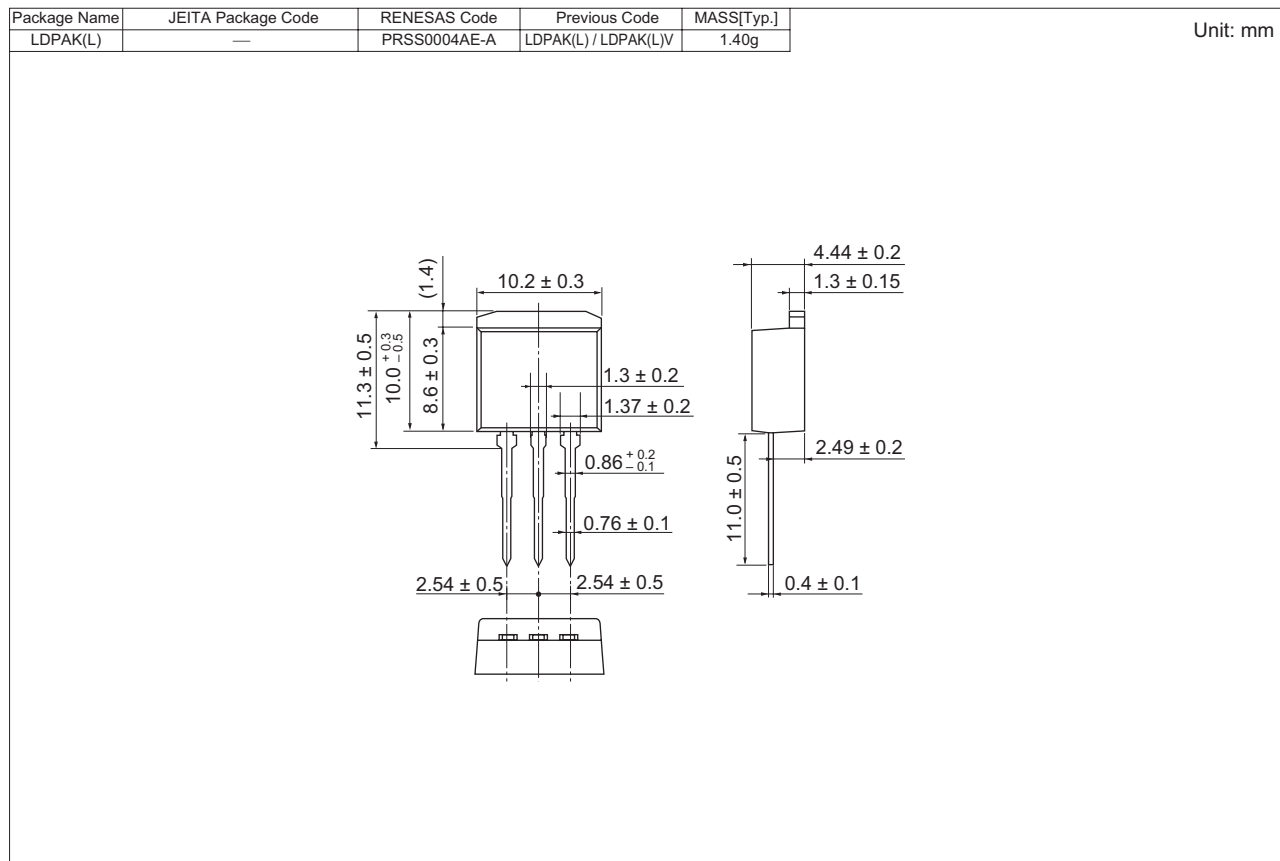 Package Name JEITA Package Code RENESAS Code Previous Code MASS[Typ.]
LDPAK(L) — PRSS0004AE-A LDPAK(L) / LDPAK(L)V 1.40g
Unit: mm
4.44 ± 0.2
1.3 ± 0.15
(1.4)
10.2 ± 0.3
11.3 ± 0.5
10.0 + 0.3 – 0.5
8.6 ± 0.3
1.3 ± 0.2
1.37 ± 0.2
0.86 + 0.2 – 0.1
0.76 ± 0.1
2.54 ± 0.5 2.54 ± 0.5
2.49 ± 0.2
11.0 ± 0.5
0.4 ± 0.1